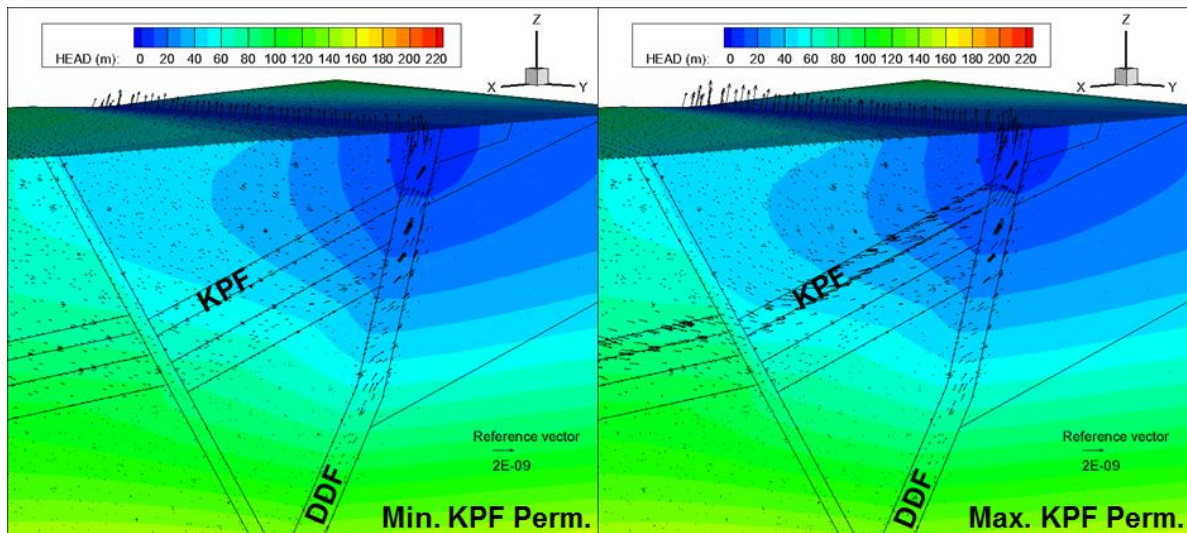 Z
X
Y
HEAD (m): 0 20 40 60 80 100 120 140 160 180 200 220
KPF
Reference vector
2E-09
DDF
Min. KPF Perm.
Z
X
Y
HEAD (m): 0 20 40 60 80 100 120 140 160 180 200 220
KPF
Reference vector
2E-09
DDF
Max. KPF Perm.